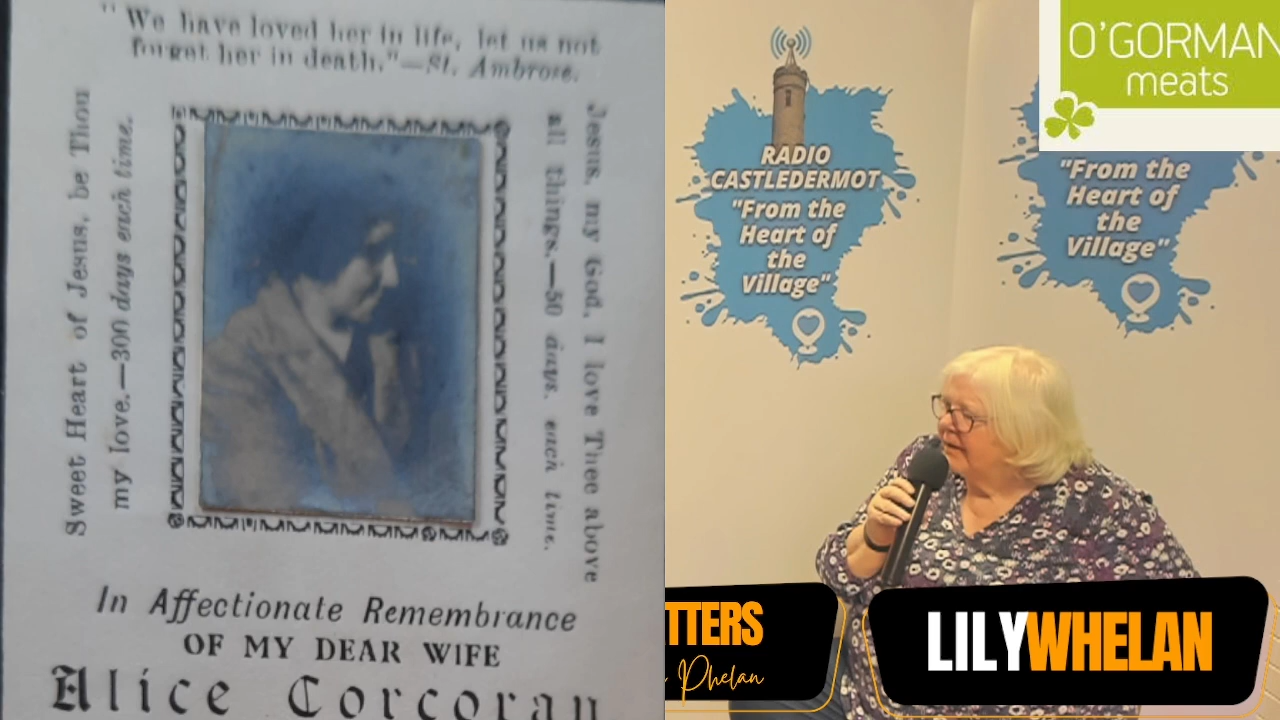 "We have loved her in life, let us not
forget her in death."—St. Ambrose.
Sweet Heart of Jesus, be Thou
my love.—300 days each time.
Jesus, my God, I love Thee above
all things.—50 days, each time.
In Affectionate Remembrance
OF MY DEAR WIFE
Alice Corcoran
RADIO
CASTLEDERMOT
"From the
Heart of
the
Village"
O'GORMAN
meats
"From the
Heart of
the
Village"
TTERS
Phelan
LILYWHELAN